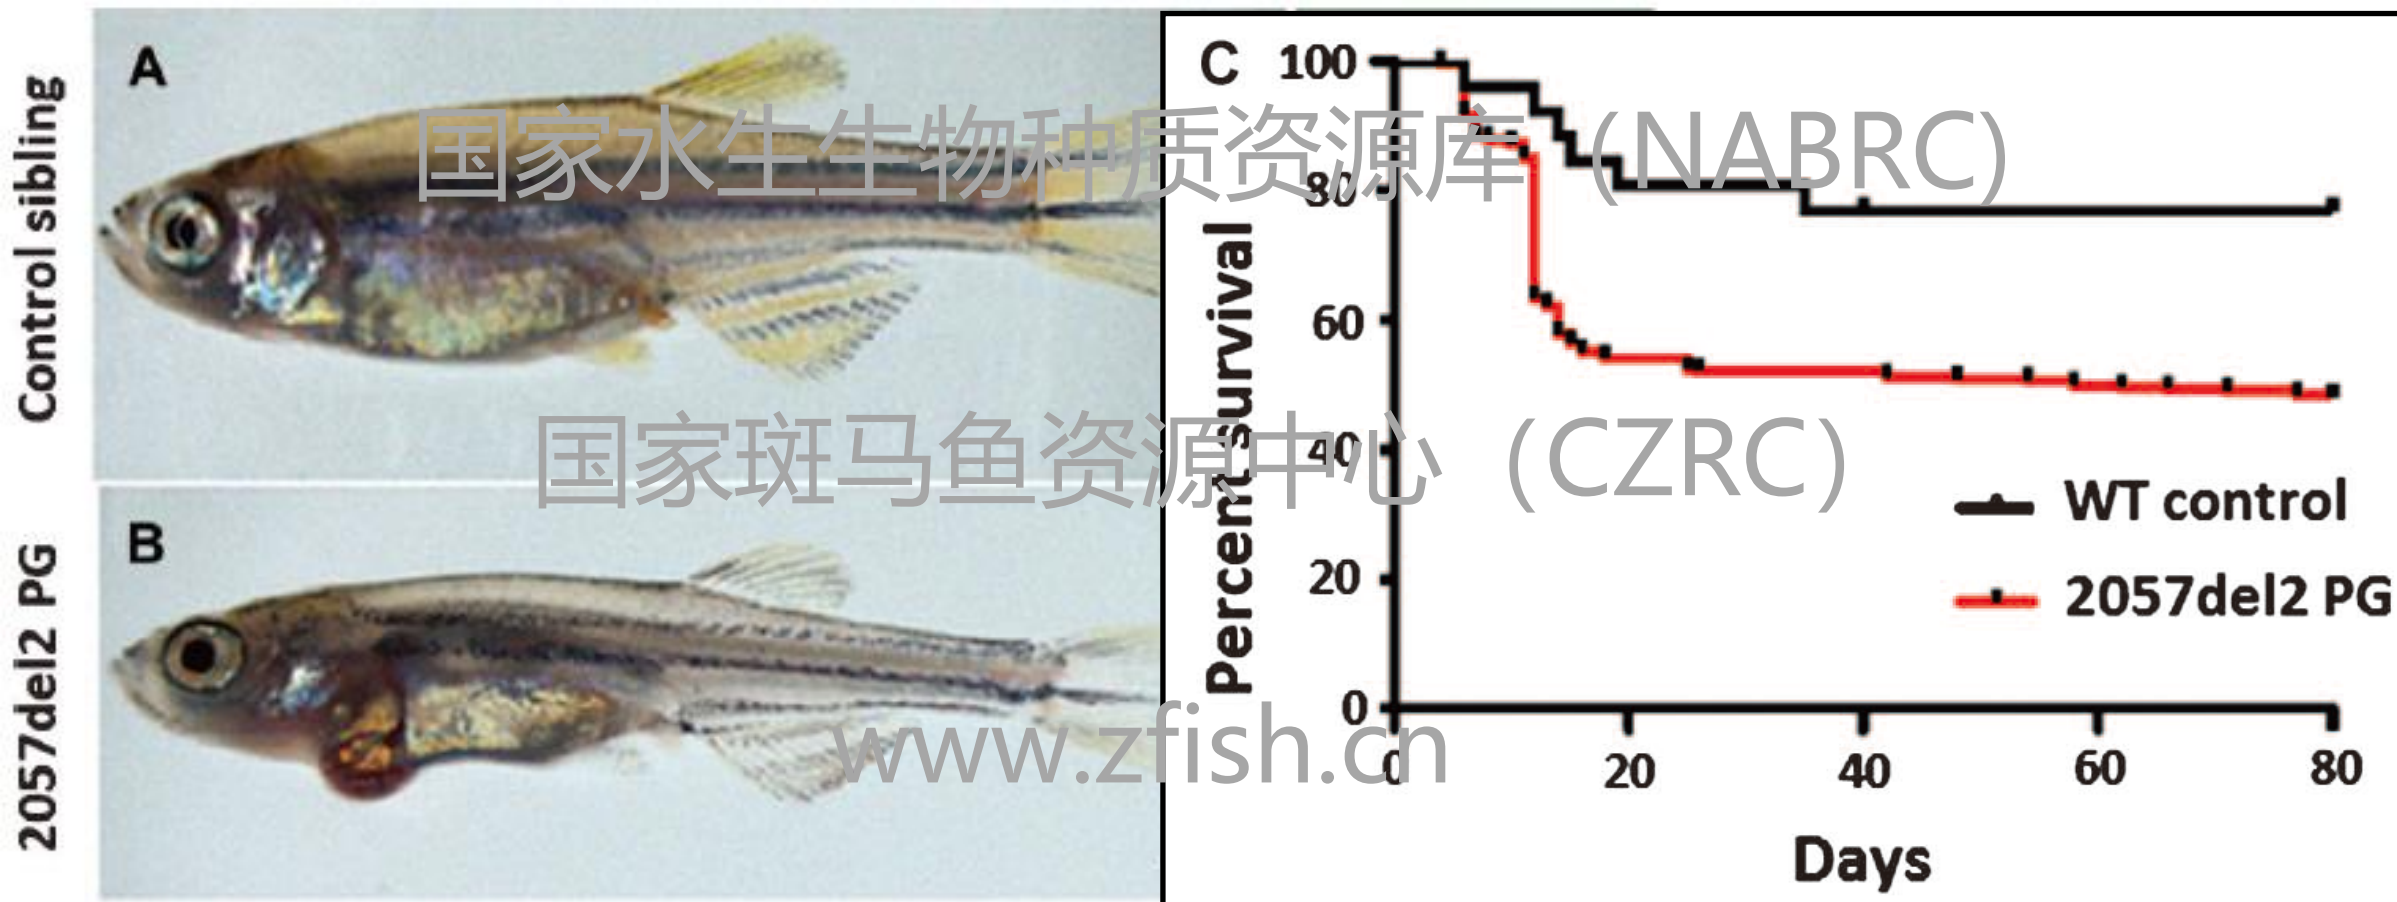 Control sibling
A
国家水生生物种质资源库（NABRC）
国家斑马鱼资源中心（CZRC）
www.zfish.cn
2057del2 PG
B
C
Percent survival
100
80
60
40
20
0
0
20
40
60
80
Days
WT control
2057del2 PG